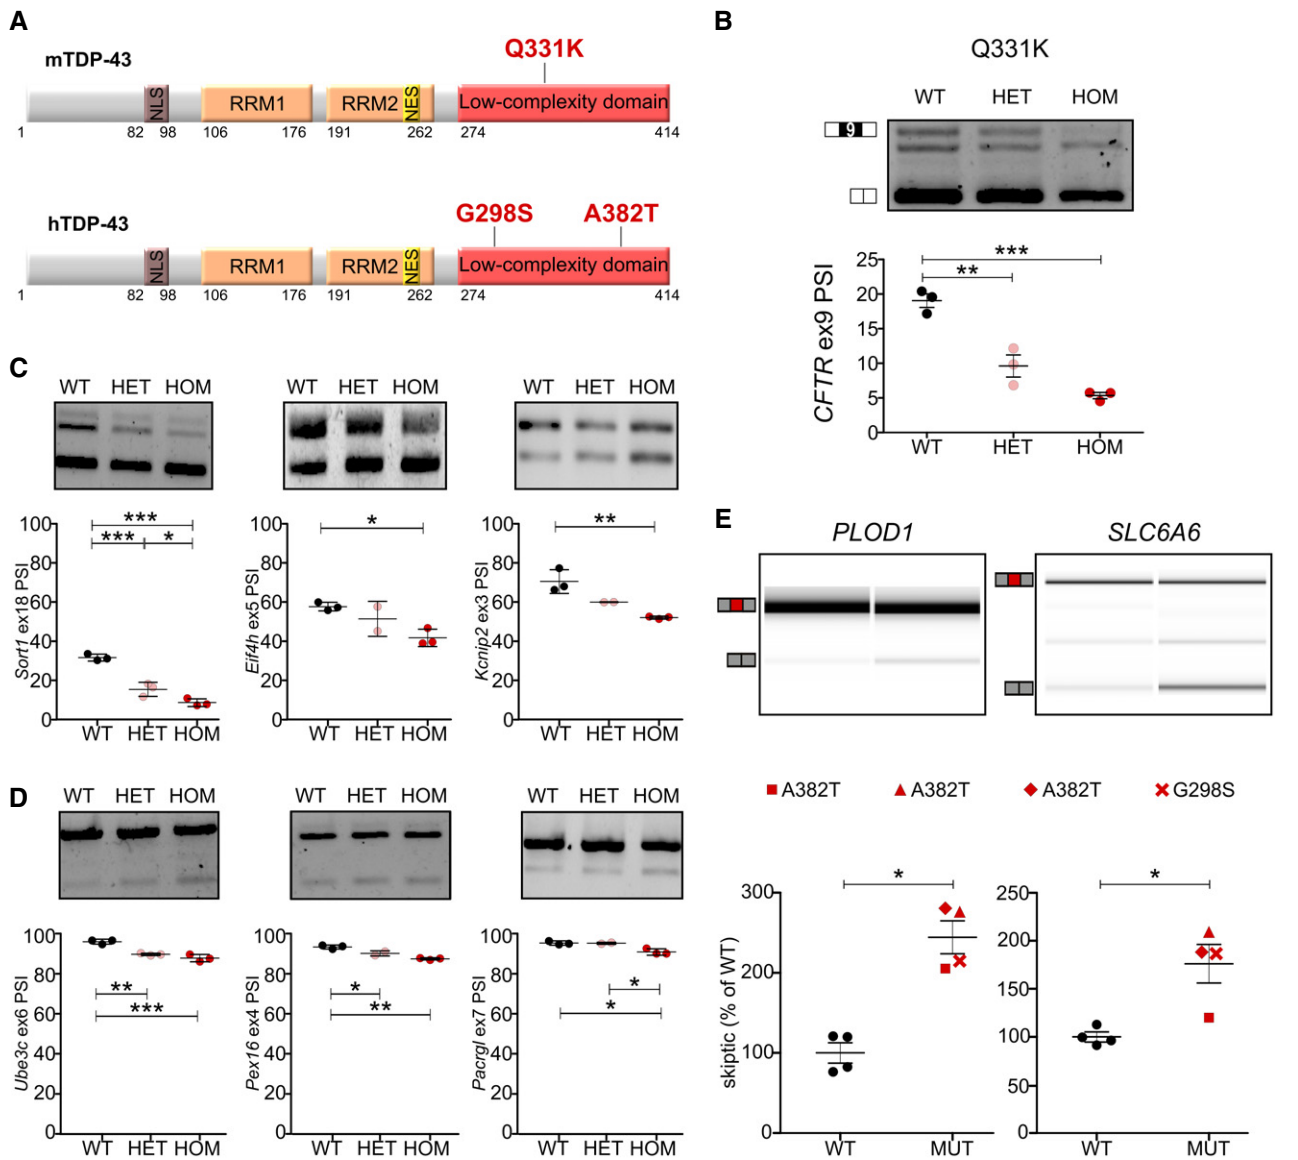 A
mTDP-43
Q331K
NLS
RRM1
RRM2
NES
Low-complexity domain
1 82 98 106 176 191 262 274 414
hTDP-43
G298S A382T
NLS
RRM1
RRM2
NES
Low-complexity domain
1 82 98 106 176 191 262 274 414
B
Q331K
WT HET HOM
9
CFTR ex9 PSI
25
20
15
10
5
0
*** 
**
WT HET HOM
C
WT HET HOM
Sort1 ex18 PSI
100
80
60
40
20
0
***
*** *
WT HET HOM
WT HET HOM
Eif4h ex5 PSI
100
80
60
40
20
0
*
WT HET HOM
WT HET HOM
Kcnip2 ex3 PSI
100
80
60
40
20
0
**
WT HET HOM
D
WT HET HOM
Ube3c ex6 PSI
100
80
60
40
20
0
**
***
WT HET HOM
WT HET HOM
Pex16 ex4 PSI
100
80
60
40
20
0
*
**
WT HET HOM
WT HET HOM
Pacrgl ex7 PSI
100
80
60
40
20
0
*
*
WT HET HOM
E
PLOD1 SLC6A6
A382T A382T A382T G298S
skiptic (% of WT)
300
200
100
0
*
WT MUT
250
200
150
100
50
0
*
WT MUT